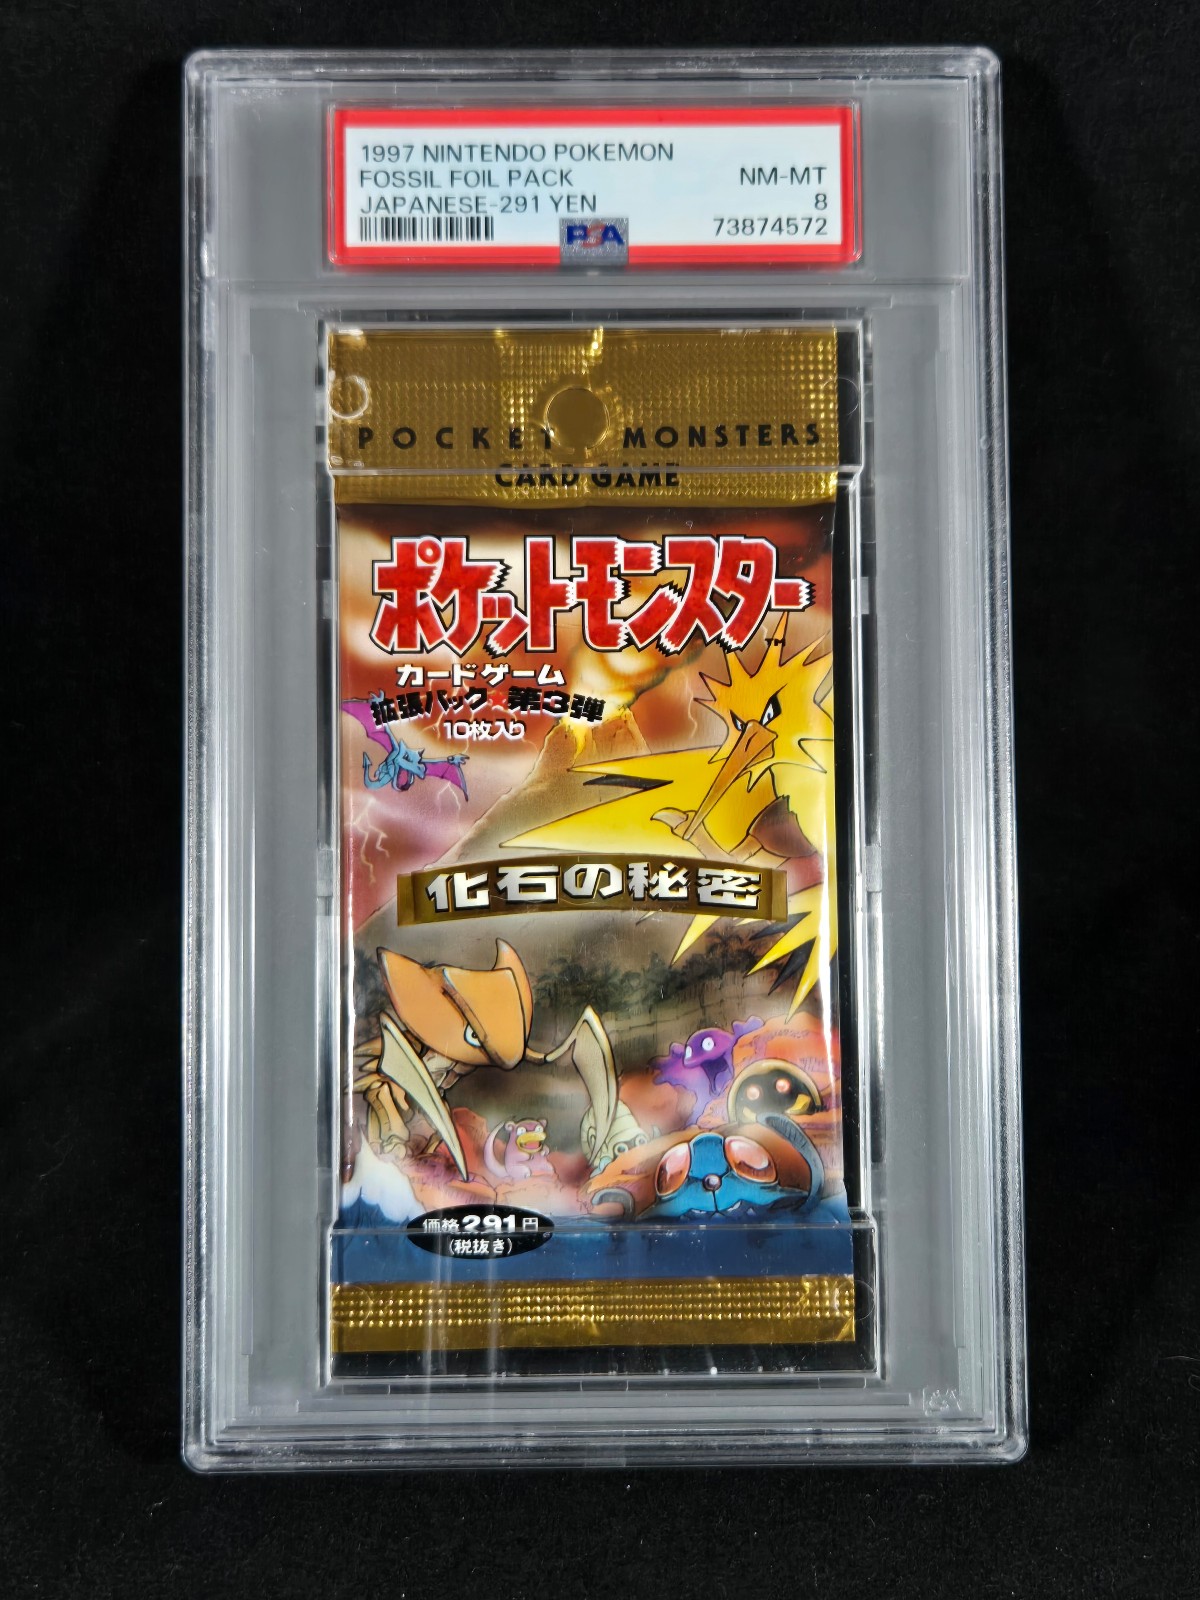 1997 NINTENDO POKEMON
FOSSIL FOIL PACK
NM-MT
JAPANESE-291 YEN
8
PSA
73874572
POCKET MONSTERS
CARD GAME
ポケットモンスター
TM
カードゲーム
拡張パック★第3弾
10枚入り
化石の秘密
価格291円
(税抜き)